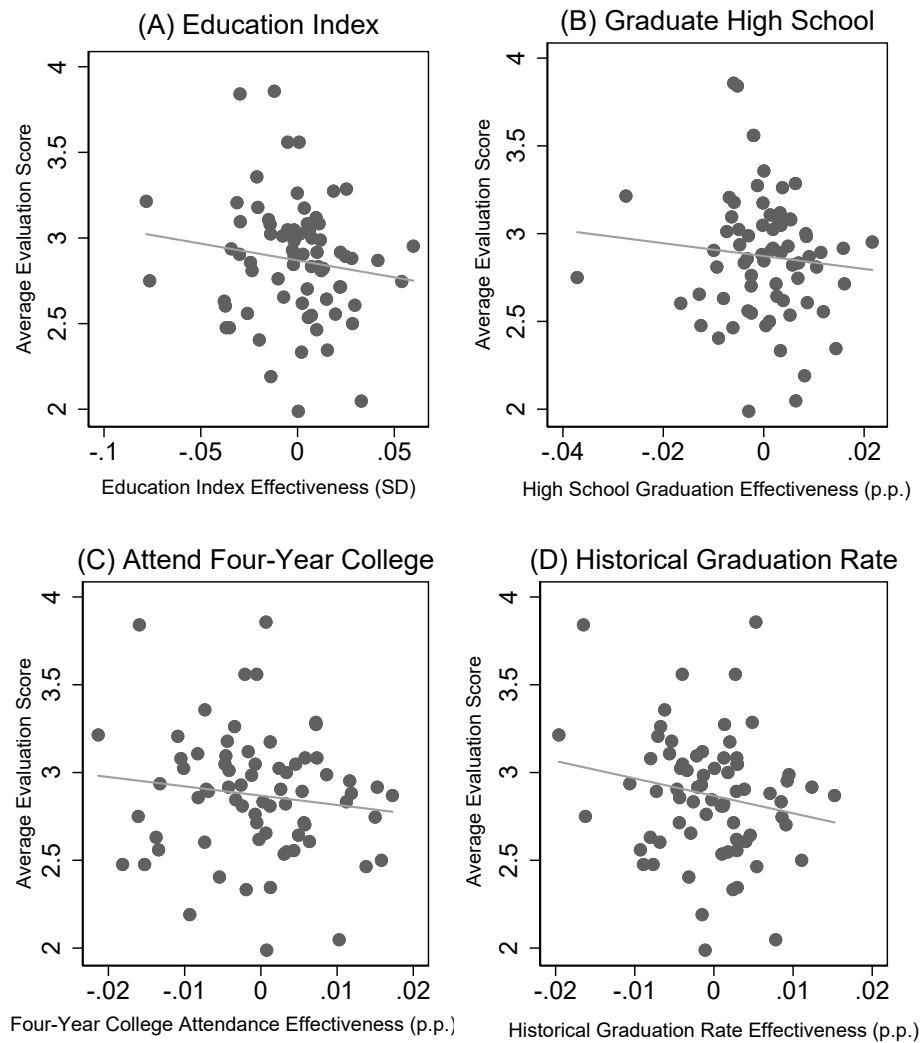 (A) Education Index
Average Evaluation Score
4
3.5
3
2.5
2
-.1 -.05 0 .05
Education Index Effectiveness (SD)
(B) Graduate High School
Average Evaluation Score
4
3.5
3
2.5
2
-.04 -.02 0 .02
High School Graduation Effectiveness (p.p.)
(C) Attend Four-Year College
Average Evaluation Score
4
3.5
3
2.5
2
-.02 -.01 0 .01 .02
Four-Year College Attendance Effectiveness (p.p.)
(D) Historical Graduation Rate
Average Evaluation Score
4
3.5
3
2.5
2
-.02 -.01 0 .01 .02
Historical Graduation Rate Effectiveness (p.p.)